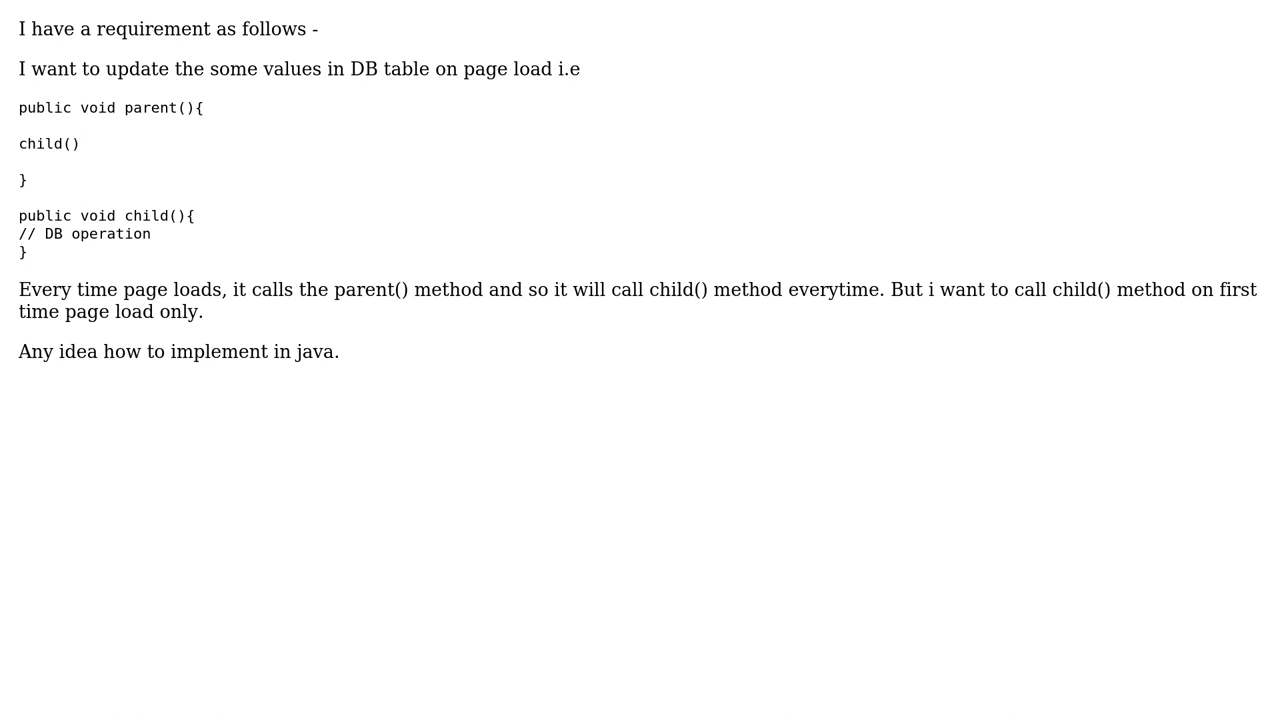 I have a requirement as follows -
I want to update the some values in DB table on page load i.e
public void parent(){
child()
}
public void child(){
// DB operation
}
Every time page loads, it calls the parent() method and so it will call child() method everytime. But i want to call child() method on first
time page load only.
Any idea how to implement in java.